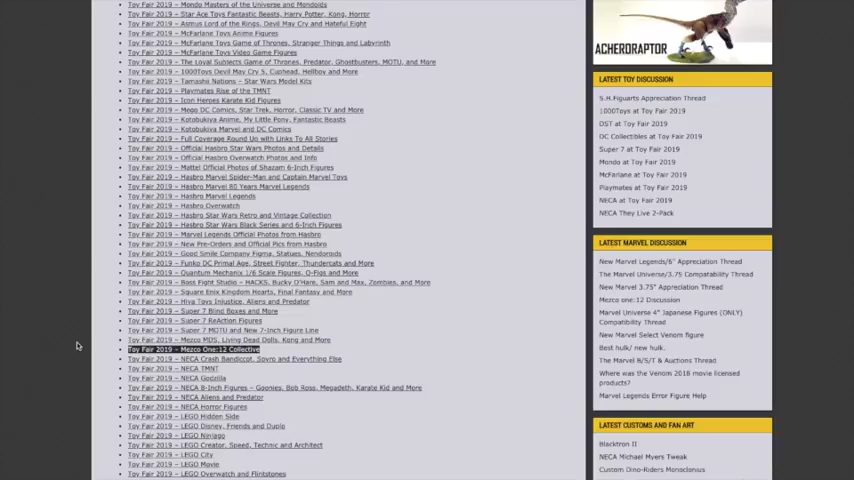 Toy Fair 2019 – Mondo Masters of the Universe and Mondoids
Toy Fair 2019 – Star Ace Toys Fantastic Beasts, Harry Potter, Kong, Horror
Toy Fair 2019 – Asmus Lord of the Rings, Devil May Cry and Hateful Eight
Toy Fair 2019 – McFarlane Toys Anime Figures
Toy Fair 2019 – McFarlane Toys Game of Thrones, Stranger Things and Labyrinth
Toy Fair 2019 – McFarlane Toys Video Game Figures
Toy Fair 2019 – The Loyal Subjects Game of Thrones, Predator, Ghostbusters, MOTU, and More
Toy Fair 2019 – 1000Toys Devil May Cry 5, Cuphead, Hellboy and More
Toy Fair 2019 – Tamashii Nations – Star Wars Model Kits
Toy Fair 2019 – Playmates Rise of the TMNT
Toy Fair 2019 – Icon Heroes Karate Kid Figures
Toy Fair 2019 – Mego DC Comics, Star Trek, Horror, Classic TV and More
Toy Fair 2019 – Kotobukiya Anime, My Little Pony, Fantastic Beasts
Toy Fair 2019 – Kotobukiya Marvel and DC Comics
Toy Fair 2019 – Full Coverage Round Up with Links To All Stories
Toy Fair 2019 – Official Hasbro Star Wars Photos and Details
Toy Fair 2019 – Official Hasbro Overwatch Photos and Info
Toy Fair 2019 – Mattel Official Photos of Shazam 6-Inch Figures
Toy Fair 2019 – Hasbro Marvel Spider-Man and Captain Marvel Toys
Toy Fair 2019 – Hasbro Marvel 80 Years Marvel Legends
Toy Fair 2019 – Hasbro Marvel Legends
Toy Fair 2019 – Hasbro Overwatch
Toy Fair 2019 – Hasbro Star Wars Retro and Vintage Collection
Toy Fair 2019 – Hasbro Star Wars Black Series and 6-Inch Figures
Toy Fair 2019 – Marvel Legends Official Photos from Hasbro
Toy Fair 2019 – New Pre-Orders and Official Pics from Hasbro
Toy Fair 2019 – Good Smile Company Figma, Statues, Nendoroids
Toy Fair 2019 – Funko DC Primal Age, Street Fighter, Thundercats and More
Toy Fair 2019 – Quantum Mechanix 1/6 Scale Figures, Q-Figs and More
Toy Fair 2019 – Boss Fight Studio – HACKS, Bucky O'Hare, Sam and Max, Zombies, and More
Toy Fair 2019 – Square Enix Kingdom Hearts, Final Fantasy and More
Toy Fair 2019 – Hiya Toys Injustice, Aliens and Predator
Toy Fair 2019 – Super 7 Blind Boxes and More
Toy Fair 2019 – Super 7 ReAction Figures
Toy Fair 2019 – Super 7 MOTU and New 7-Inch Figure Line
Toy Fair 2019 – Mezco MDS, Living Dead Dolls, Kong and More
Toy Fair 2019 – Mezco One:12 Collective
Toy Fair 2019 – NECA Crash Bandicoot, Spyro and Everything Else
Toy Fair 2019 – NECA TMNT
Toy Fair 2019 – NECA Godzilla
Toy Fair 2019 – NECA 8-Inch Figures – Goonies, Bob Ross, Megadeth, Karate Kid and More
Toy Fair 2019 – NECA Aliens and Predator
Toy Fair 2019 – NECA Horror Figures
Toy Fair 2019 – LEGO Hidden Side
Toy Fair 2019 – LEGO Disney, Friends and Duplo
Toy Fair 2019 – LEGO Ninjago
Toy Fair 2019 – LEGO Creator, Speed, Technic and Architect
Toy Fair 2019 – LEGO City
Toy Fair 2019 – LEGO Movie
Toy Fair 2019 – LEGO Overwatch and Flintstones
ACHERORAPTOR
LATEST TOY DISCUSSION
S.H.Figuarts Appreciation Thread
1000Toys at Toy Fair 2019
DST at Toy Fair 2019
DC Collectibles at Toy Fair 2019
Super 7 at Toy Fair 2019
Mondo at Toy Fair 2019
McFarlane at Toy Fair 2019
Playmates at Toy Fair 2019
NECA at Toy Fair 2019
NECA They Live 2-Pack
LATEST MARVEL DISCUSSION
New Marvel Legends/6" Appreciation Thread
The Marvel Universe/3.75 Compatability Thread
New Marvel 3.75" Appreciation Thread
Mezco one:12 Discussion
Marvel Universe 4" Japanese Figures (ONLY)
Compatibility Thread
New Marvel Select Venom figure
Best hulk/ new hulk.
The Marvel B/S/T & Auctions Thread
Where was the Venom 2018 movie licensed
products?
Marvel Legends Error Figure Help
LATEST CUSTOMS AND FAN ART
Blacktron II
NECA Michael Myers Tweak
Custom Dino-Riders Monoclonius